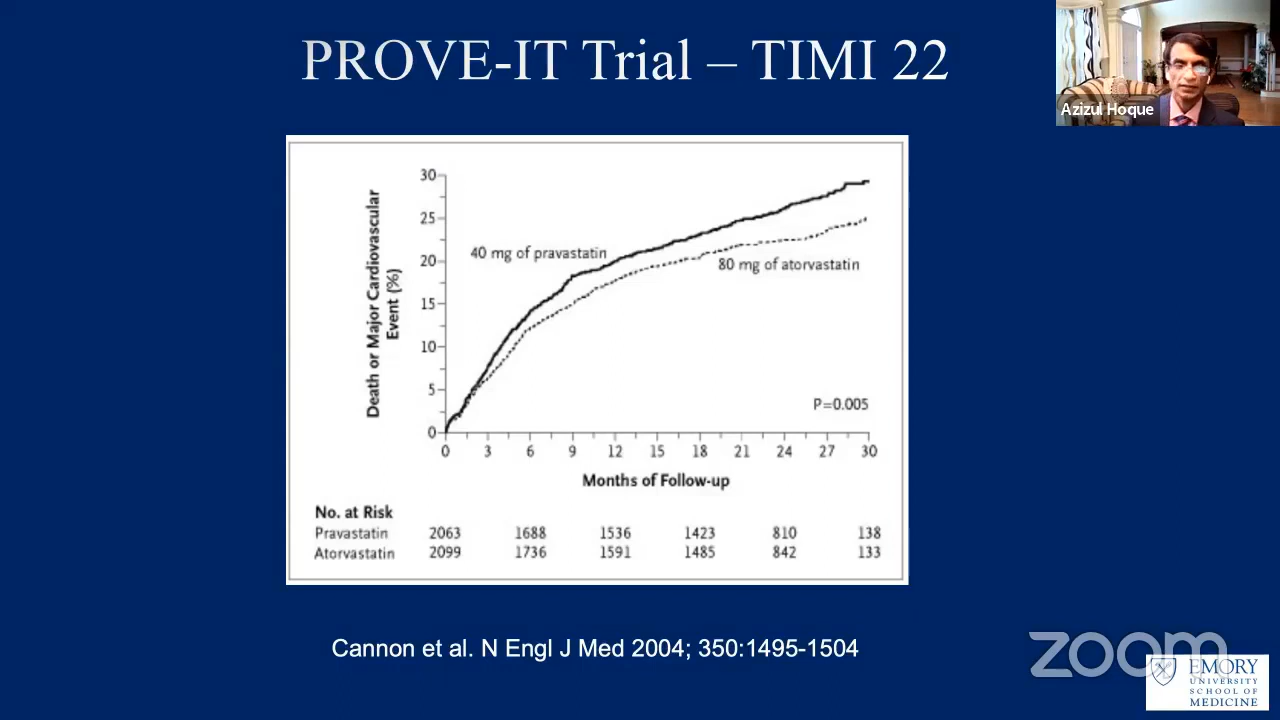 PROVE-IT Trial – TIMI 22
Azizul Hoque
Death or Major Cardiovascular
Event (%)
30
25
20
15
10
5
0
40 mg of pravastatin
80 mg of atorvastatin
P=0.005
0 3 6 9 12 15 18 21 24 27 30
Months of Follow-up
No. at Risk
Pravastatin 2063 1688 1536 1423 810 138
Atorvastatin 2099 1736 1591 1485 842 133
Cannon et al. N Engl J Med 2004; 350:1495-1504
zoom
EMORY
UNIVERSITY
SCHOOL OF
MEDICINE